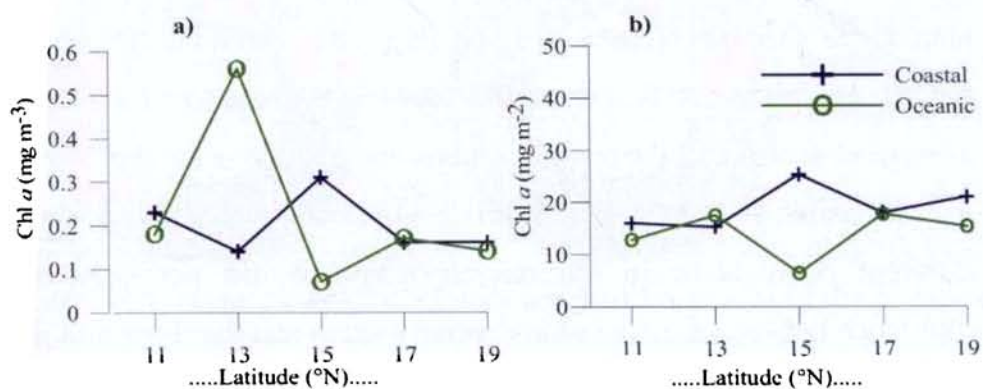 a)
Chl a (mg m-3)
0.6
0.5
0.4
0.3
0.2
0.1
0
11 13 15 17 19
.....Latitude (°N).....
b)
Chl a (mg m-2)
50
40
30
20
10
0
11 13 15 17 19
.....Latitude (°N).....
Coastal
Oceanic